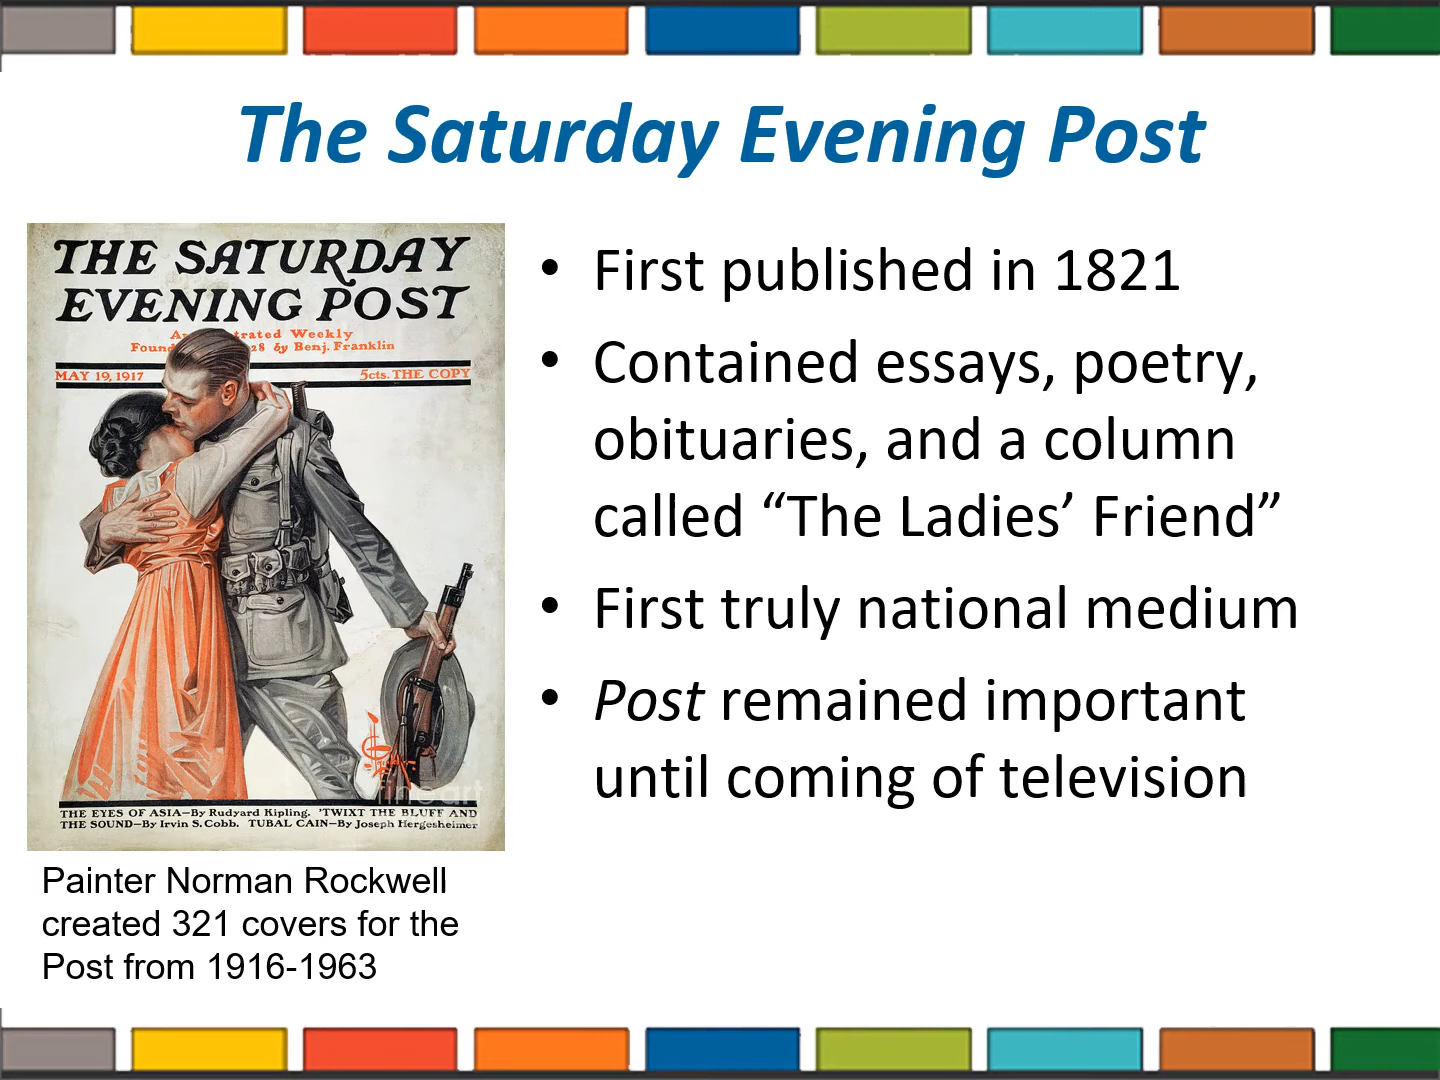 The Saturday Evening Post
THE SATURDAY
EVENING POST
trated Weekly
Found 28 by Benj. Franklin
MAY 19, 1917 5cts. THE COPY
THE EYES OF ASIA—By Rudyard Kipling. 'TWIXT THE BLUFF AND
THE SOUND—By Irvin S. Cobb. TUBAL CAIN—By Joseph Hergesheimer
Painter Norman Rockwell
created 321 covers for the
Post from 1916-1963
• First published in 1821
• Contained essays, poetry,
obituaries, and a column
called “The Ladies’ Friend”
• First truly national medium
• Post remained important
until coming of television